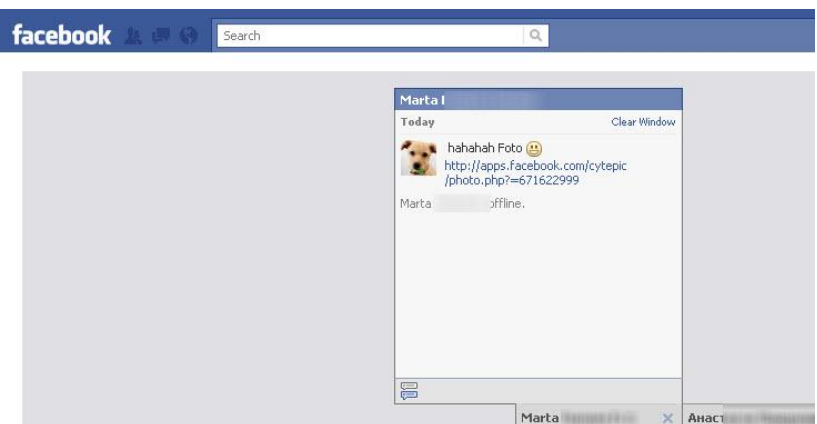 facebook
Search
Marta
Today
Clear Window
hahahah Foto
http://apps.facebook.com/cytepic
/photo.php?=671622999
Marta offline.
Marta